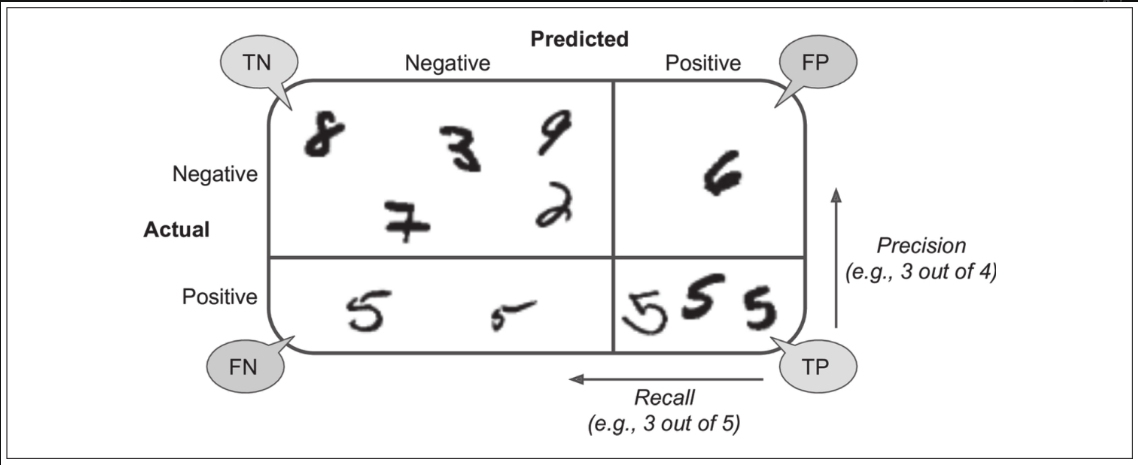 Predicted
TN
Negative
Positive
FP
8
3
9
6
Negative
7
2
Actual
Precision
(e.g., 3 out of 4)
Positive
5
5
5
5
5
FN
TP
Recall
(e.g., 3 out of 5)